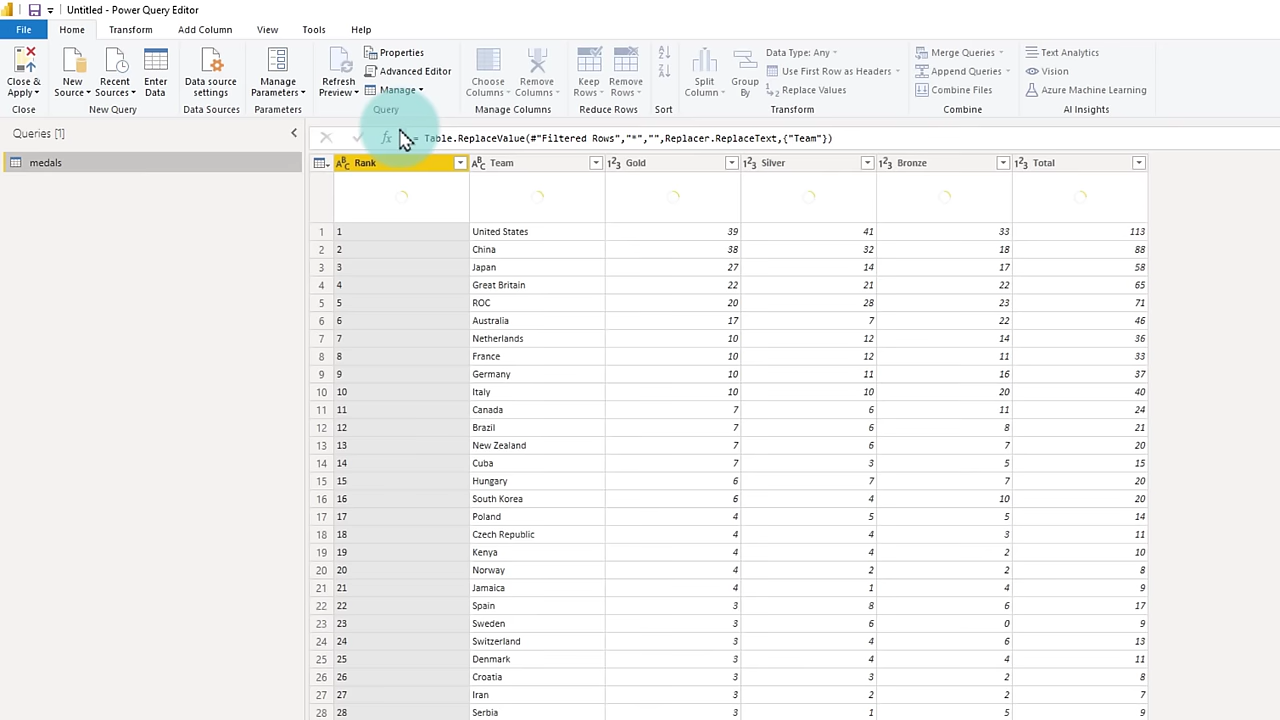 Untitled - Power Query Editor
File Home Transform Add Column View Tools Help
Close & Apply
New Source
Recent Sources
Enter Data
Data source settings
Manage Parameters
Refresh Preview
Properties
Advanced Editor
Manage
Choose Columns
Remove Columns
Keep Rows
Remove Rows
Split Column
Group By
Data Type: Any
Use First Row as Headers
Replace Values
Merge Queries
Append Queries
Combine Files
Text Analytics
Vision
Azure Machine Learning
Close New Query Data Sources Parameters Query Manage Columns Reduce Rows Sort Transform Combine AI Insights
Queries [1]
fx = Table.ReplaceValue(#"Filtered Rows","*","",Replacer.ReplaceText,{"Team"})
medals
ABC Rank ABC Team 123 Gold 123 Silver 123 Bronze 123 Total
1 1 United States 39 41 33 113
2 2 China 38 32 18 88
3 3 Japan 27 14 17 58
4 4 Great Britain 22 21 22 65
5 5 ROC 20 28 23 71
6 6 Australia 17 7 22 46
7 7 Netherlands 10 12 14 36
8 8 France 10 12 11 33
9 9 Germany 10 11 16 37
10 10 Italy 10 10 20 40
11 11 Canada 7 6 11 24
12 12 Brazil 7 6 8 21
13 13 New Zealand 7 6 7 20
14 14 Cuba 7 3 5 15
15 15 Hungary 6 7 7 20
16 16 South Korea 6 4 10 20
17 17 Poland 4 5 5 14
18 18 Czech Republic 4 4 3 11
19 19 Kenya 4 4 2 10
20 20 Norway 4 2 2 8
21 21 Jamaica 4 1 4 9
22 22 Spain 3 8 6 17
23 23 Sweden 3 6 0 9
24 24 Switzerland 3 4 6 13
25 25 Denmark 3 4 4 11
26 26 Croatia 3 3 2 8
27 27 Iran 3 2 2 7
28 28 Serbia 3 1 5 9